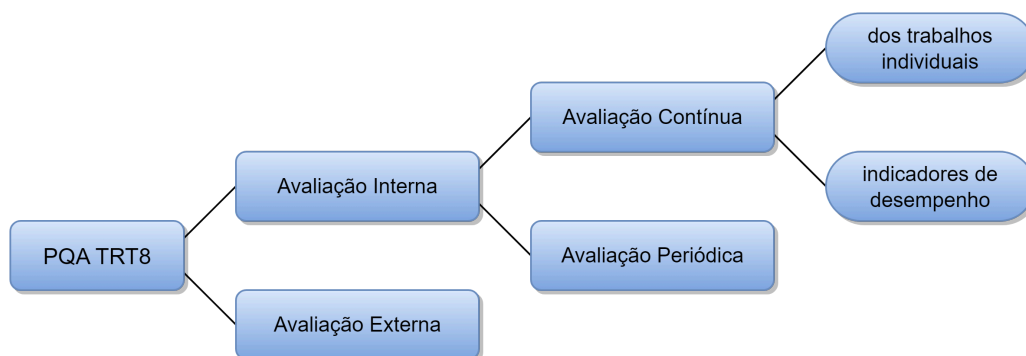 dos trabalhos
individuais
Avaliação Contínua
Avaliação Interna
indicadores de
desempenho
PQA TRT8
Avaliação Periódica
Avaliação Externa